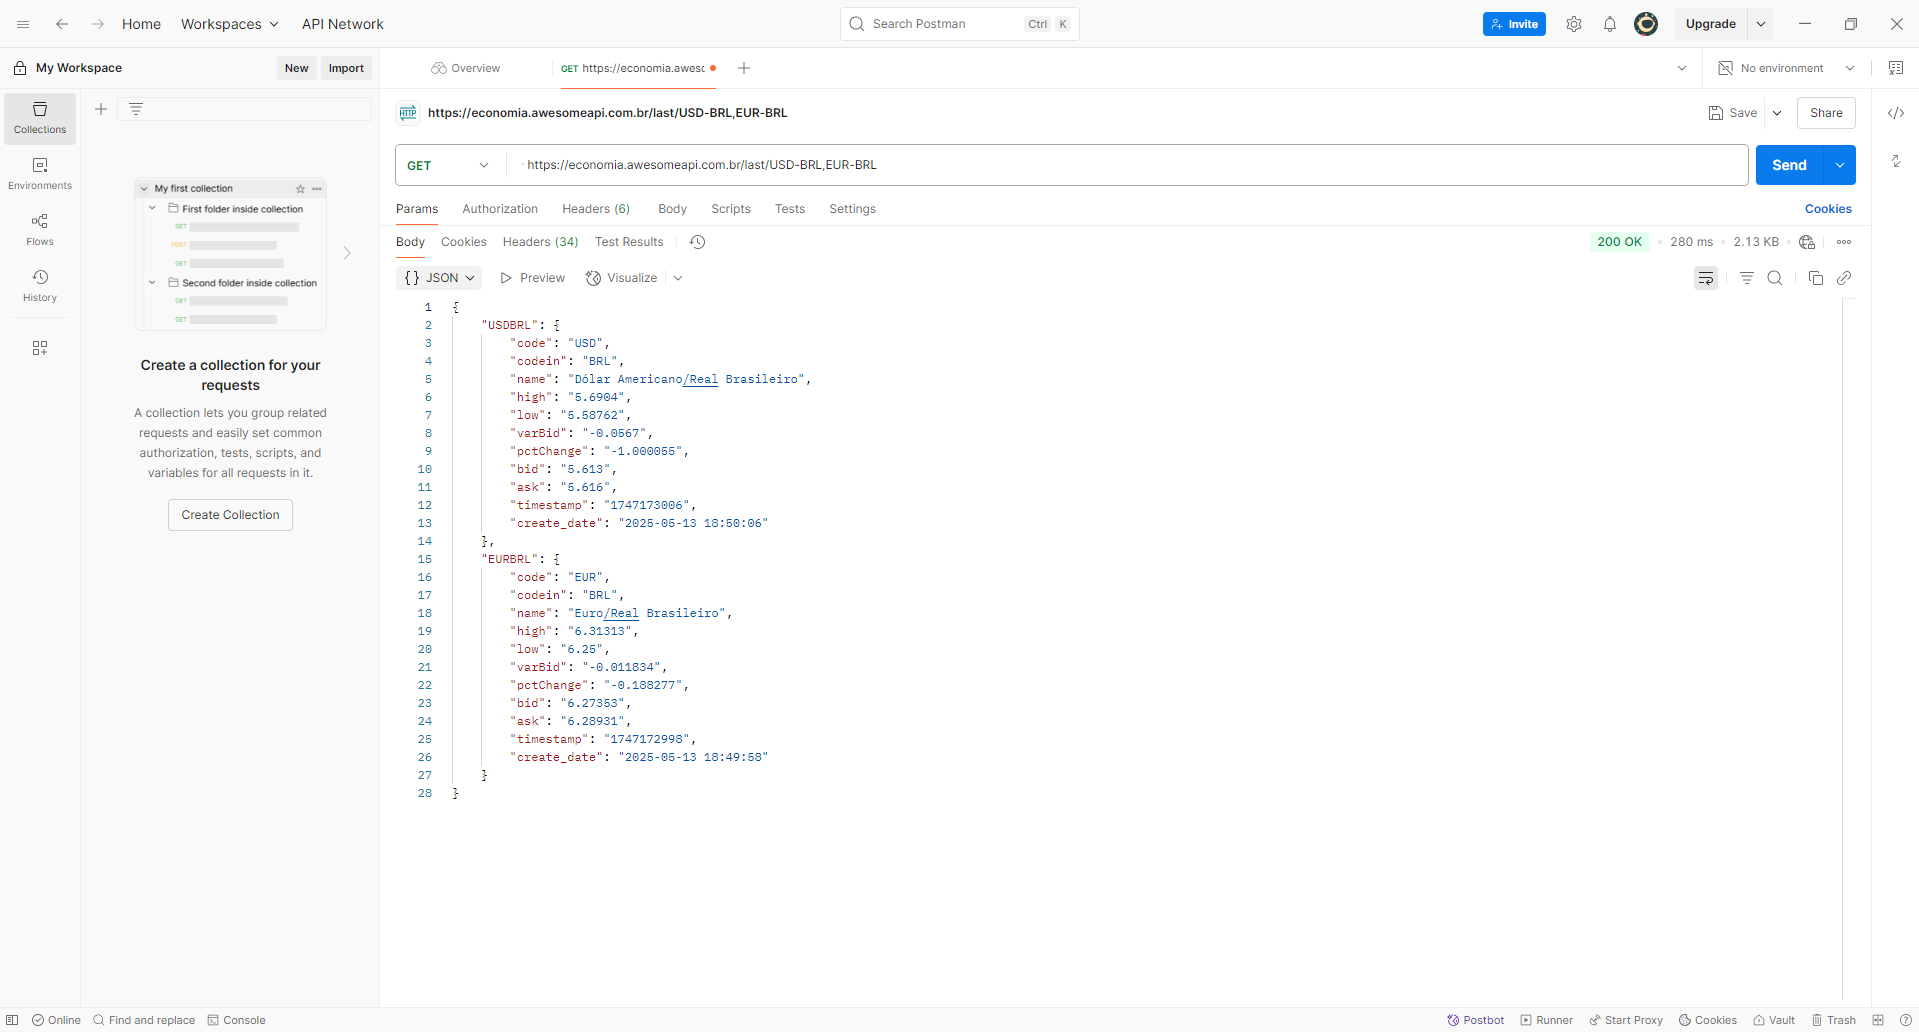 Home Workspaces API Network
Search Postman Ctrl K
Invite
Upgrade
My Workspace
New
Import
Overview
GET https://economia.awesc
No environment
Collections
Environments
Flows
History
My first collection
First folder inside collection
GET
POST
GET
Second folder inside collection
GET
GET
Create a collection for your
requests
A collection lets you group related
requests and easily set common
authorization, tests, scripts, and
variables for all requests in it.
Create Collection
HTTP https://economia.awesomeapi.com.br/last/USD-BRL,EUR-BRL
Save
Share
GET https://economia.awesomeapi.com.br/last/USD-BRL,EUR-BRL
Send
Params Authorization Headers (6) Body Scripts Tests Settings
Cookies
Body Cookies Headers (34) Test Results
200 OK • 280 ms • 2.13 KB
{} JSON Preview Visualize
1 {
2 "USDBRL": {
3 "code": "USD",
4 "codein": "BRL",
5 "name": "Dólar Americano/Real Brasileiro",
6 "high": "5.6904",
7 "low": "5.58762",
8 "varBid": "-0.0567",
9 "pctChange": "-1.000055",
10 "bid": "5.613",
11 "ask": "5.616",
12 "timestamp": "1747173006",
13 "create_date": "2025-05-13 18:50:06"
14 },
15 "EURBRL": {
16 "code": "EUR",
17 "codein": "BRL",
18 "name": "Euro/Real Brasileiro",
19 "high": "6.31313",
20 "low": "6.25",
21 "varBid": "-0.011834",
22 "pctChange": "-0.188277",
23 "bid": "6.27353",
24 "ask": "6.28931",
25 "timestamp": "1747172998",
26 "create_date": "2025-05-13 18:49:58"
27 }
28 }
Online Find and replace Console
Postbot Runner Start Proxy Cookies Vault Trash